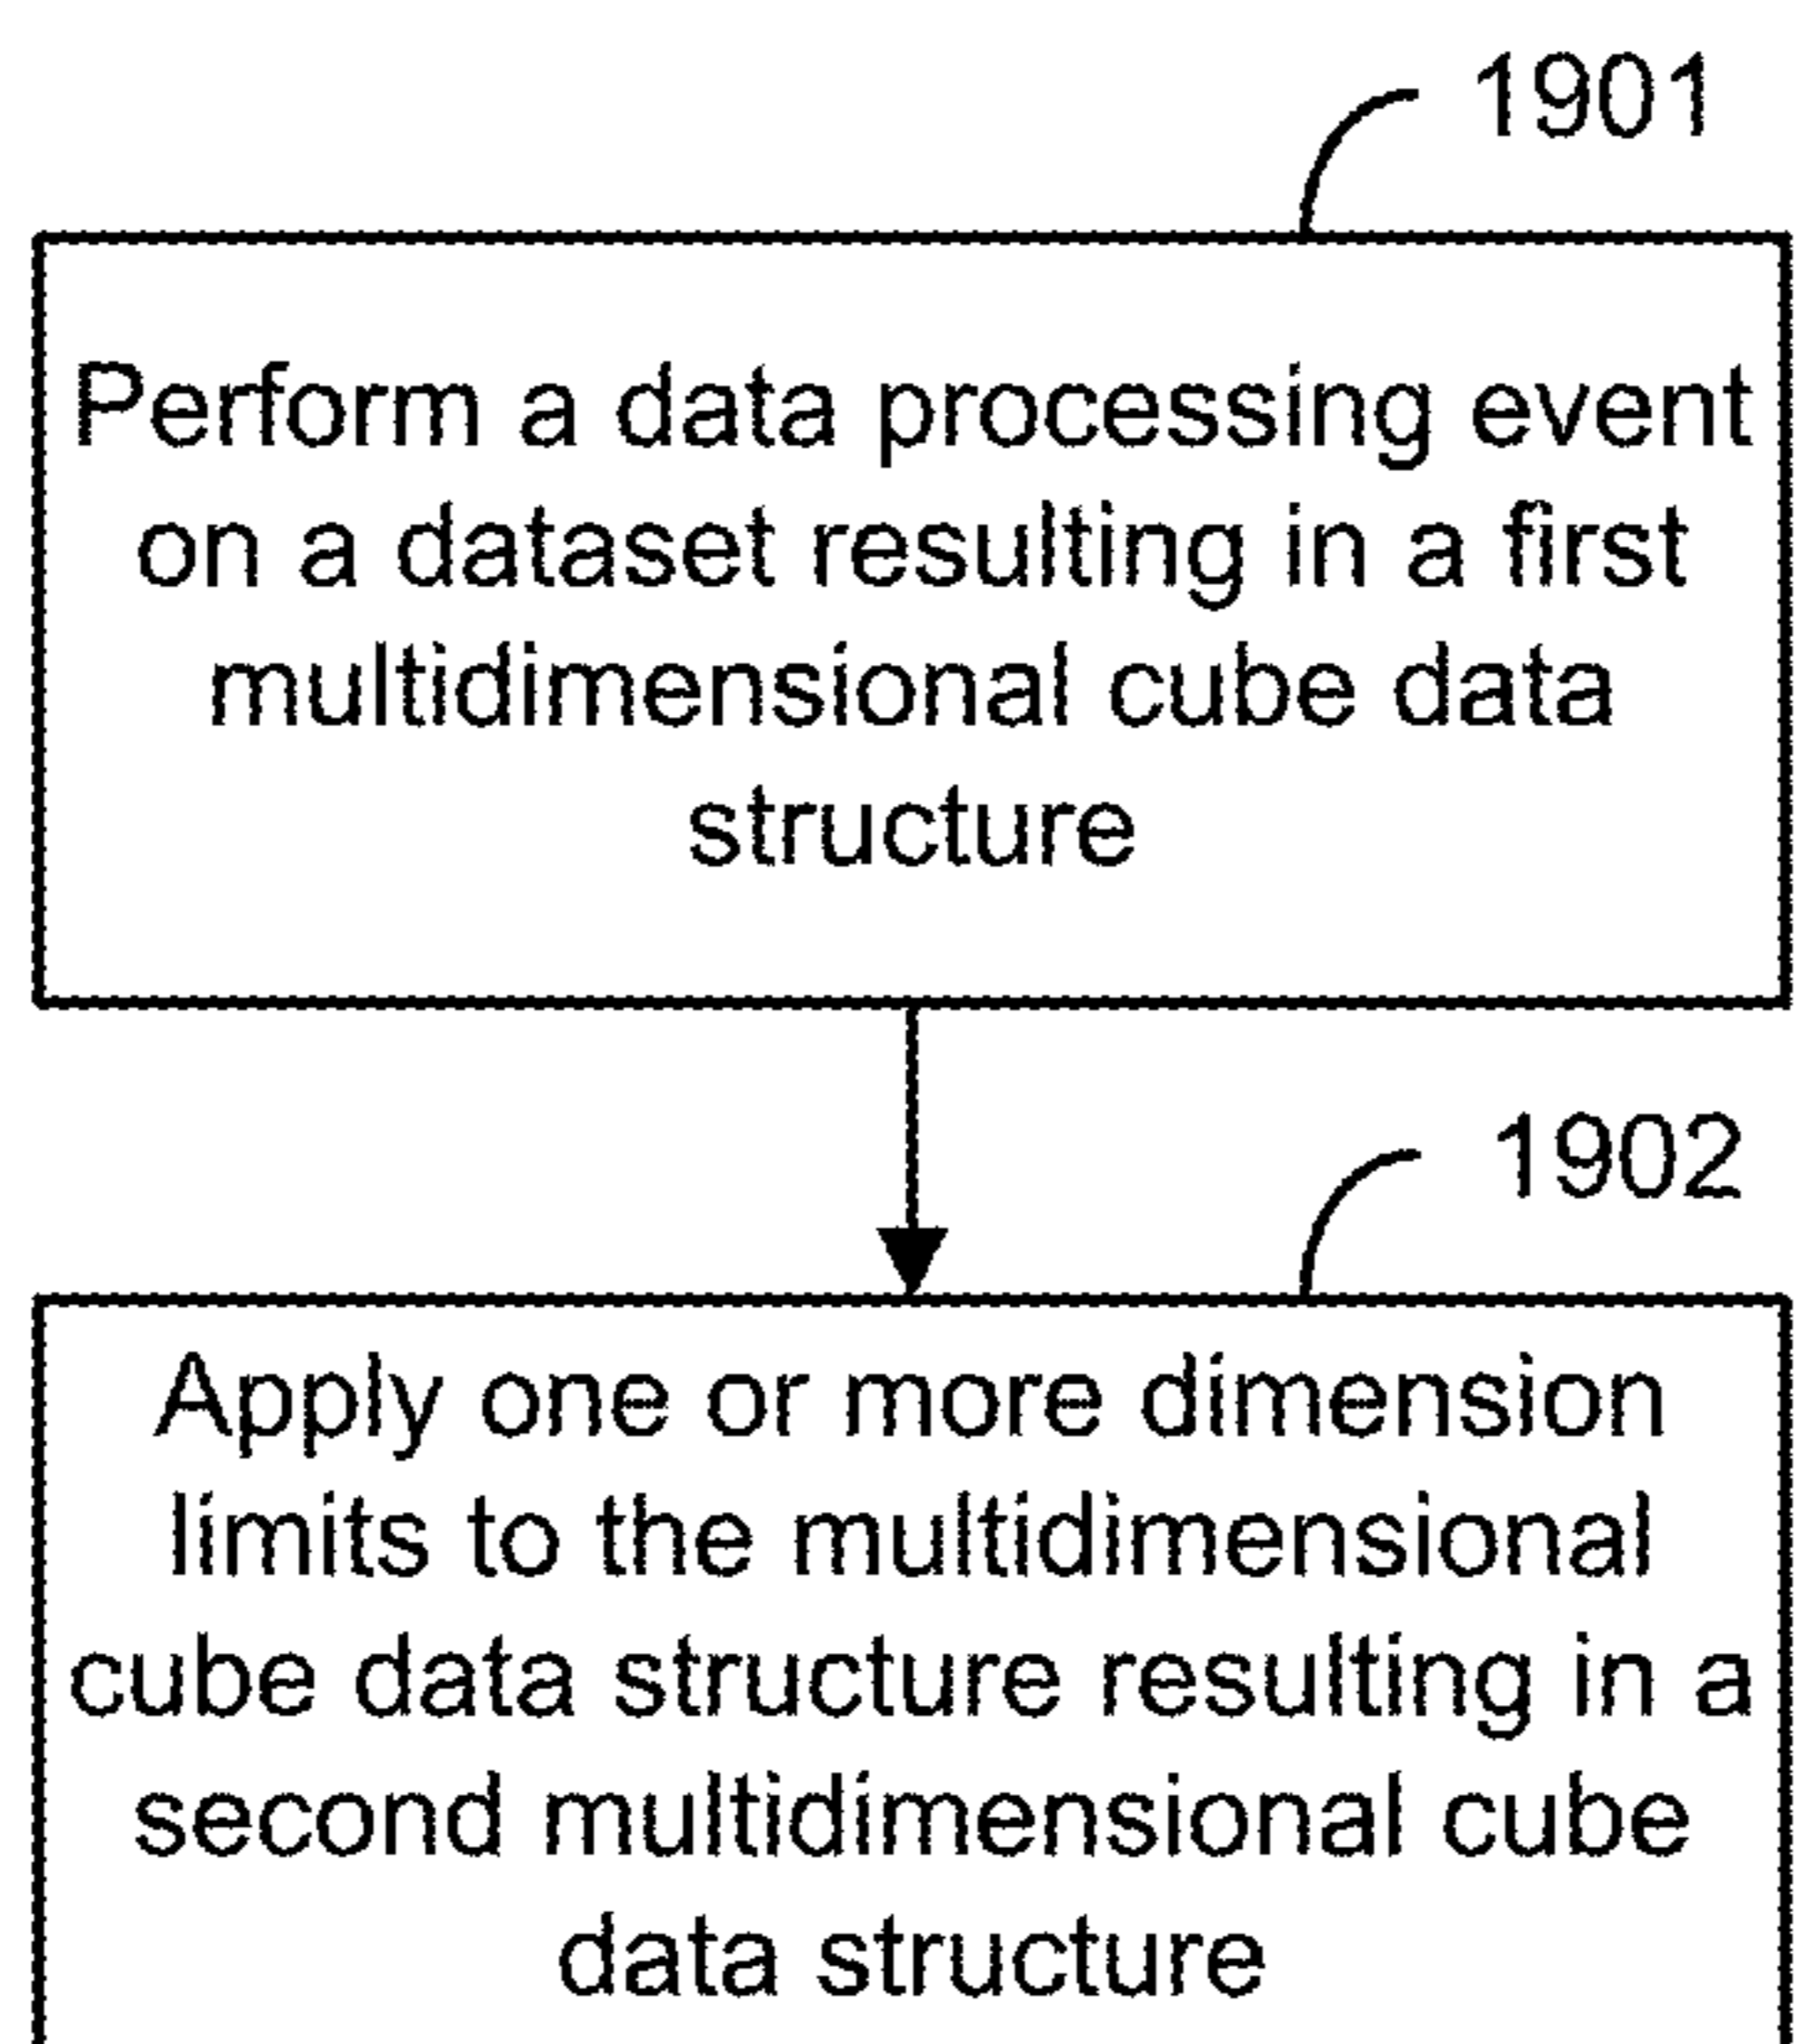 1901
Perform a data processing event
on a dataset resulting in a first
multidimensional cube data
structure
1902
Apply one or more dimension
limits to the multidimensional
cube data structure resulting in a
second multidimensional cube
data structure